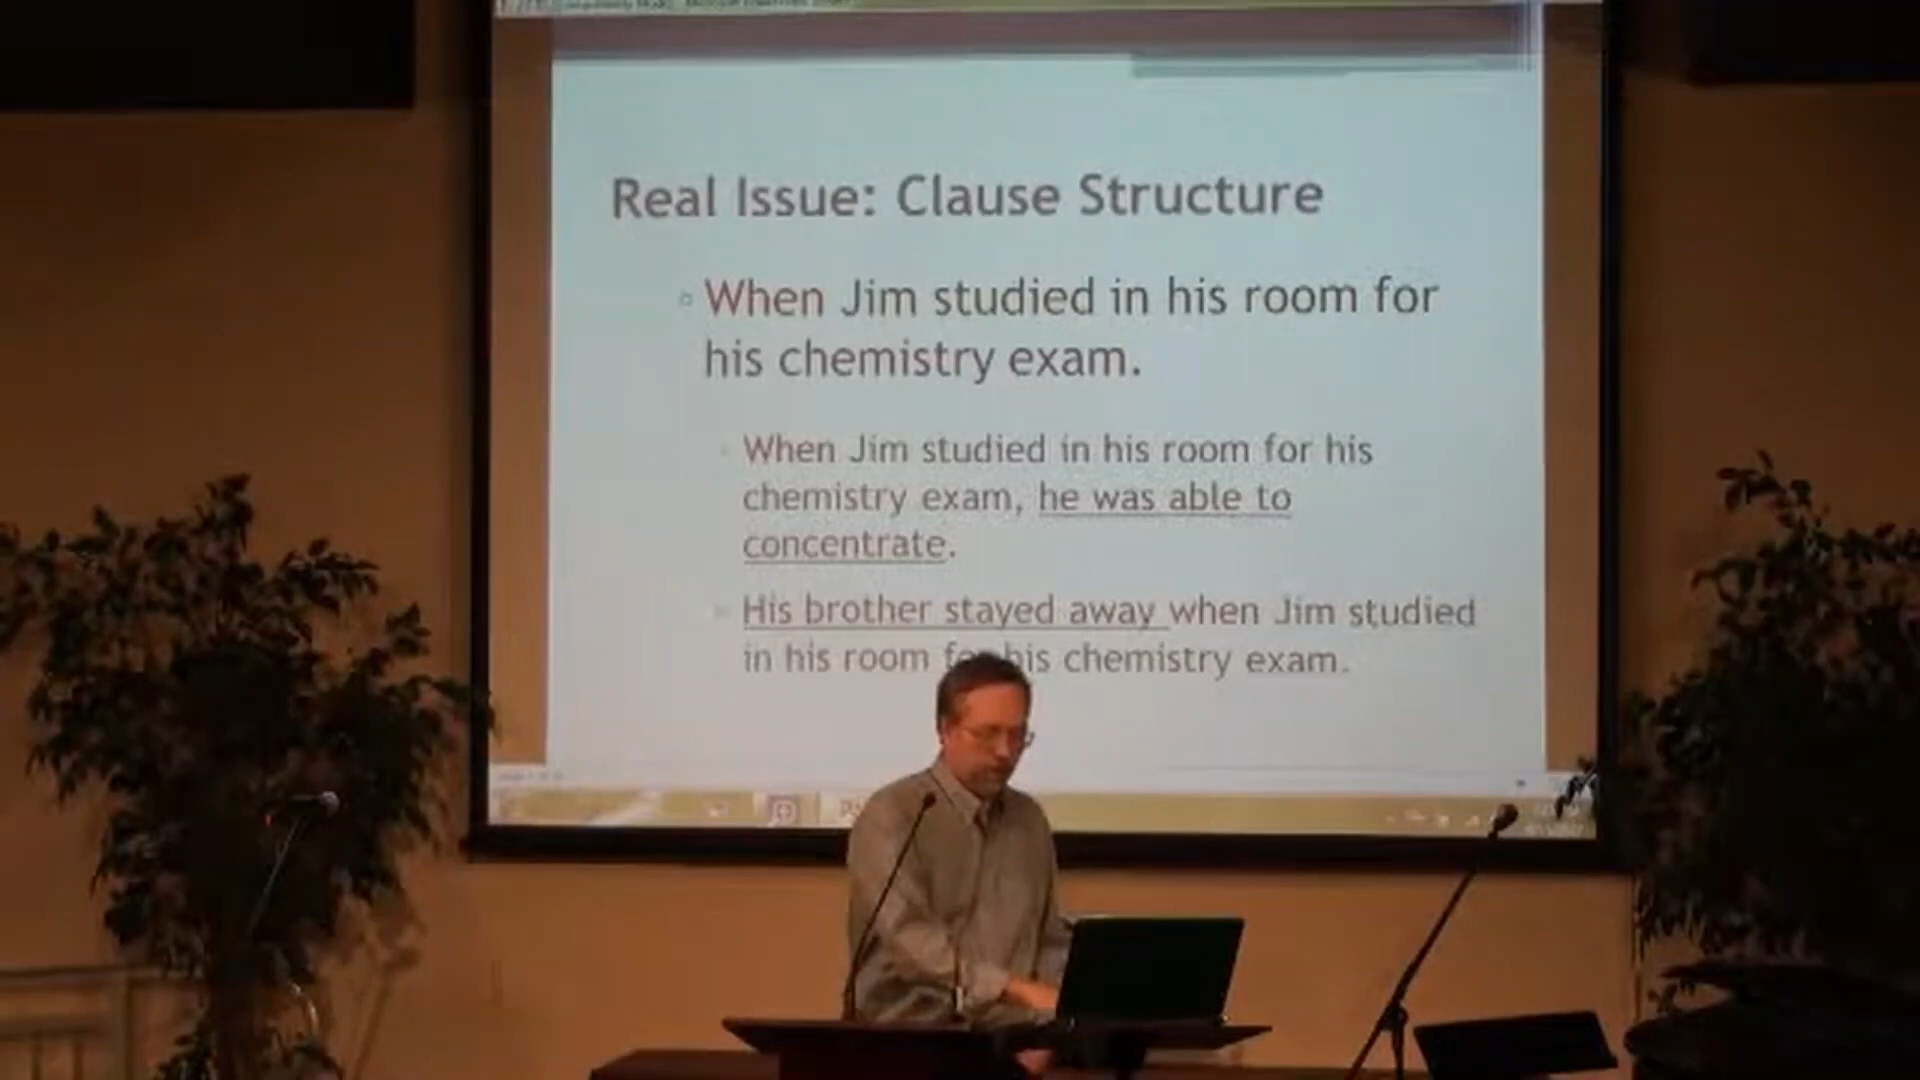 Real Issue: Clause Structure
When Jim studied in his room for
his chemistry exam.
When Jim studied in his room for his
chemistry exam, he was able to
concentrate.
His brother stayed away when Jim studied
in his room for his chemistry exam.